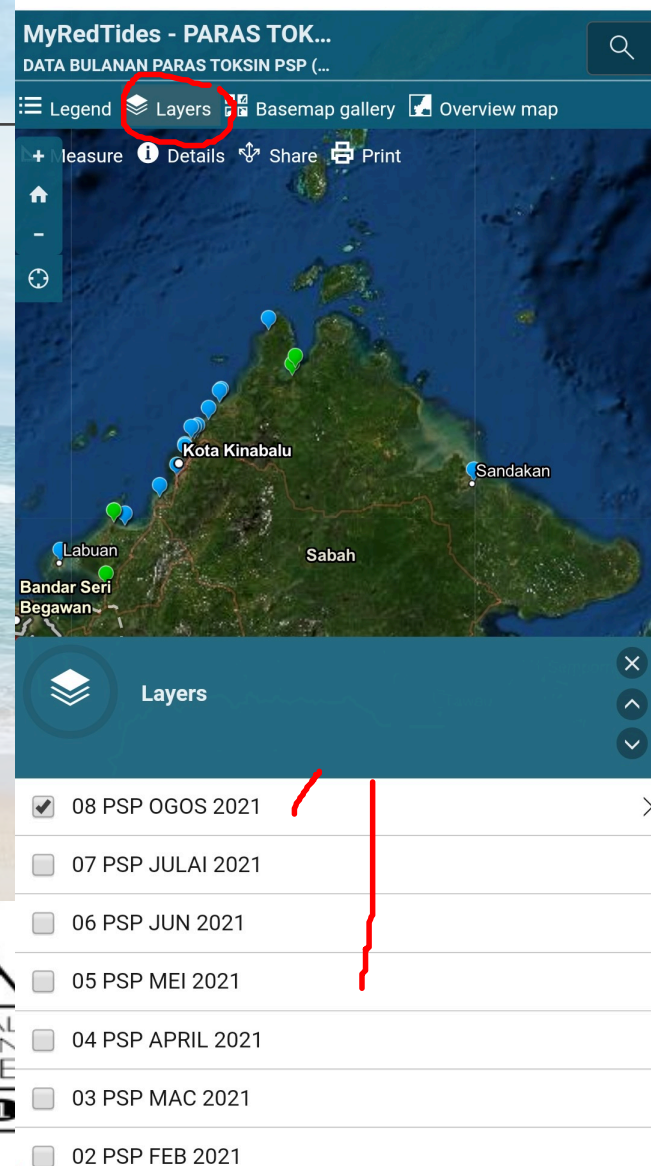 MyRedTides - PARAS TOK...
DATA BULANAN PARAS TOKSIN PSP (...
Legend Layers Basemap gallery Overview map
Measure Details Share Print
Kota Kinabalu
Sandakan
Labuan
Sabah
Bandar Seri
Begawan
Layers
08 PSP OGOS 2021
07 PSP JULAI 2021
06 PSP JUN 2021
05 PSP MEI 2021
04 PSP APRIL 2021
03 PSP MAC 2021
02 PSP FEB 2021